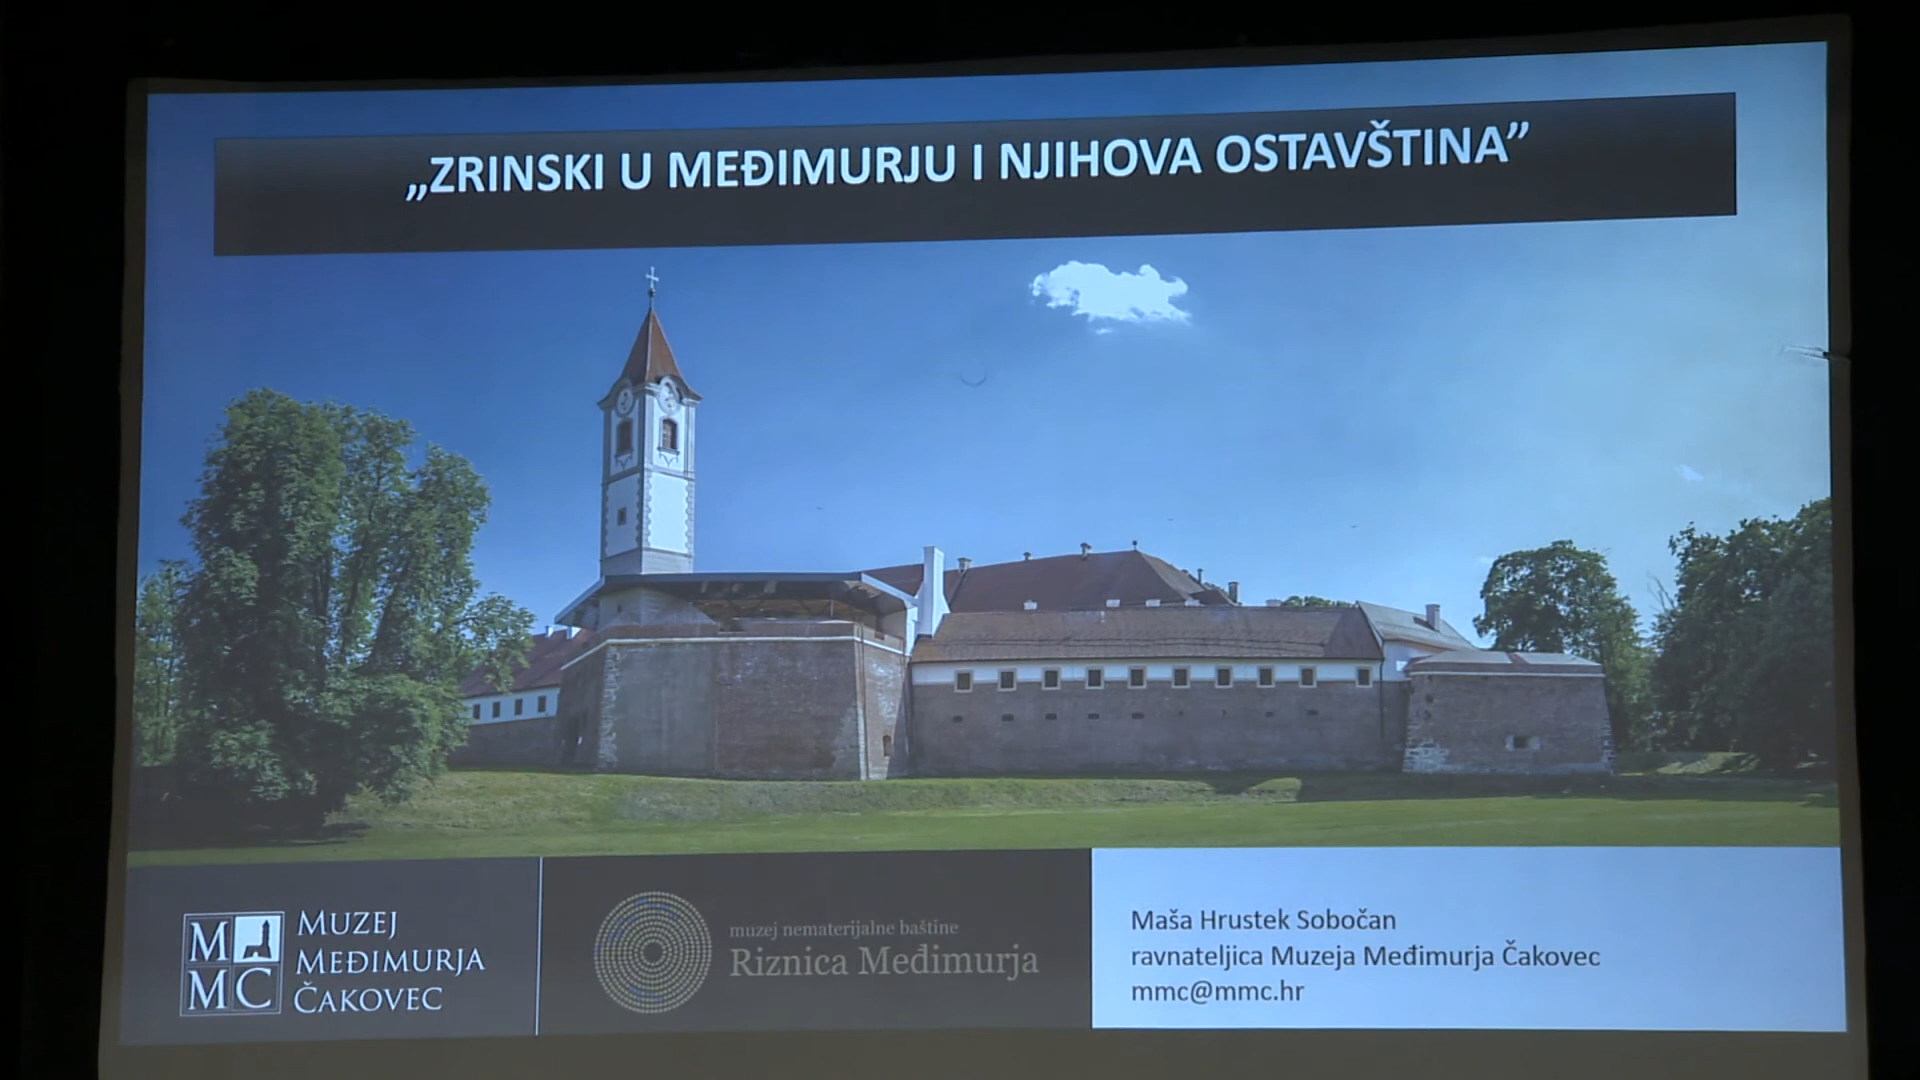 „ZRINSKI U MEĐIMURJU I NJIHOVA OSTAVŠTINA”
MM
MC
MUZEJ
MEĐIMURJA
ČAKOVEC
muzej nematerijalne baštine
Riznica Međimurja
Maša Hrustek Sobočan
ravnateljica Muzeja Međimurja Čakovec
mmc@mmc.hr